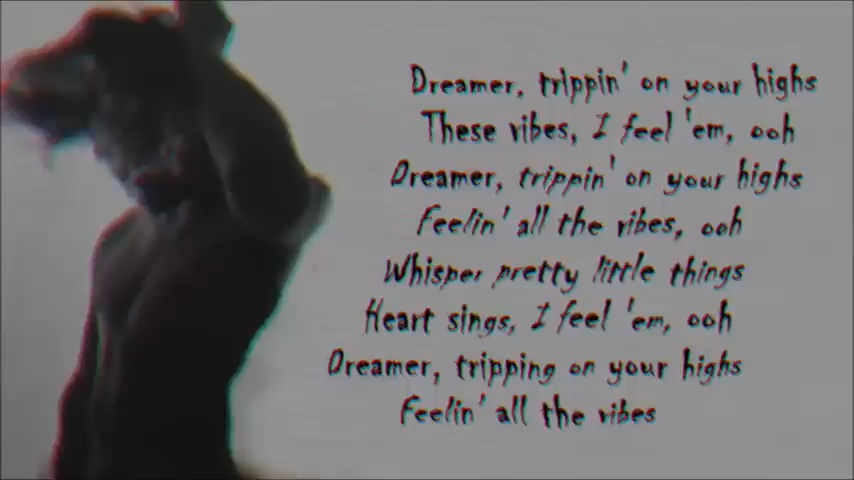 Dreamer, trippin' on your highs
These vibes, I feel 'em, ooh
Dreamer, trippin' on your highs
Feelin' all the vibes, ooh
Whisper pretty little things
Heart sings, I feel 'em, ooh
Dreamer, tripping on your highs
Feelin' all the vibes